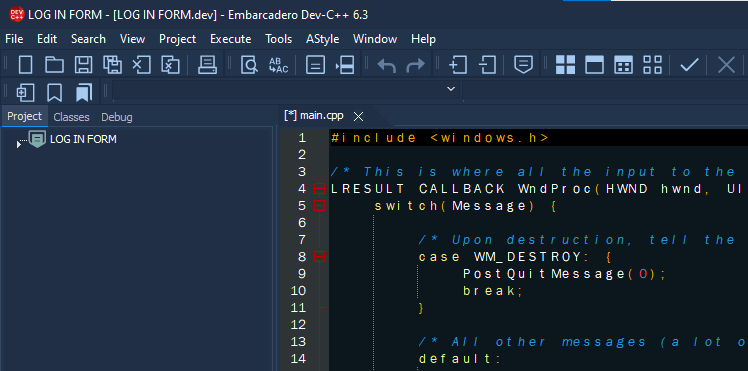 DEV C++ LOG IN FORM - [LOG IN FORM.dev] - Embarcadero Dev-C++ 6.3
File Edit Search View Project Execute Tools AStyle Window Help
Project Classes Debug
LOG IN FORM
[*] main.cpp
1 #include <windows.h>
2
3 /* This is where all the input to the
4 LRESULT CALLBACK WndProc(HWND hwnd, UI
5 switch(Message) {
6
7 /* Upon destruction, tell the
8 case WM_DESTROY: {
9 PostQuitMessage(0);
10 break;
11 }
12
13 /* All other messages (a lot o
14 default: